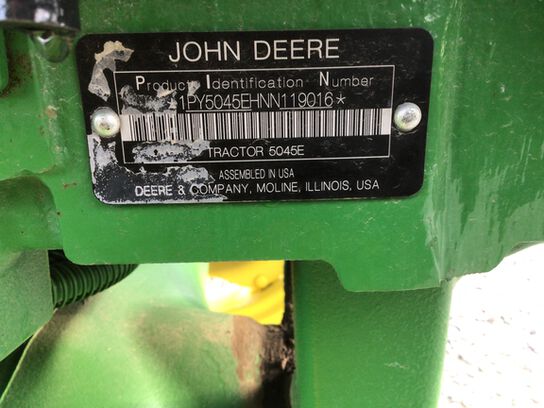 JOHN DEERE
Product Identification Number
1PY5045EHNN119016*
TRACTOR 5045E
ASSEMBLED IN USA
DEERE & COMPANY, MOLINE, ILLINOIS, USA